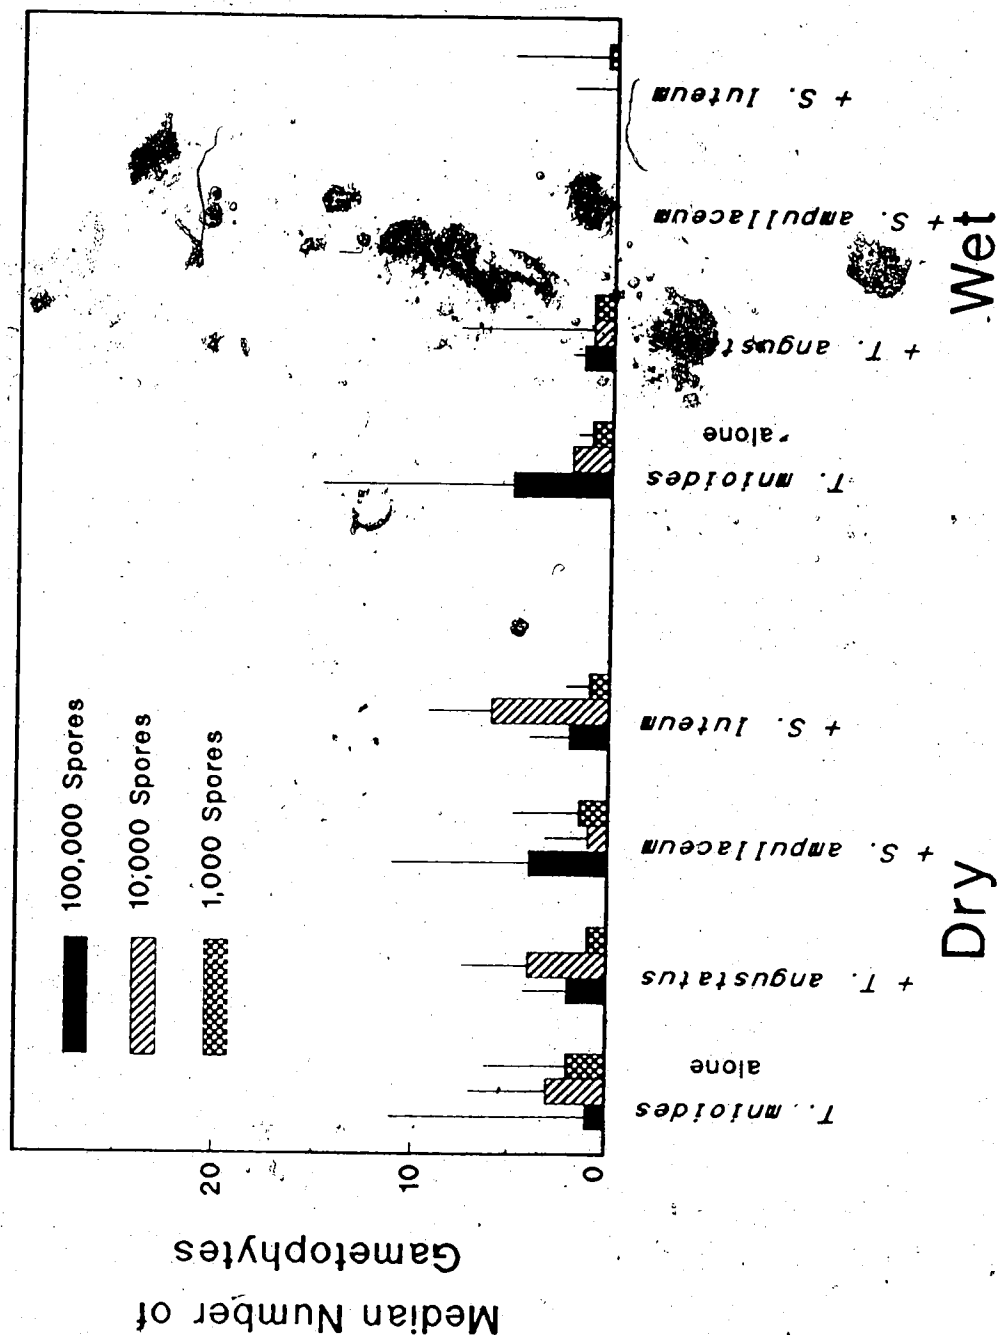 Median Number of
Gametophytes
0
10
20
100,000 Spores
10,000 Spores
1,000 Spores
T. mnioides
alone
+ T. angustatus
+ S. ampullaceum
+ S. luteum
Dry
T. mnioides
alone
+ T. angust s
+ S. ampullaceum
+ S. luteum
Wet